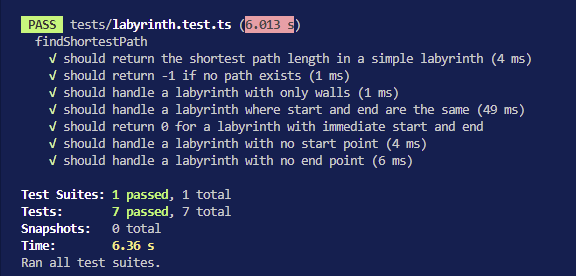 PASS tests/labyrinth.test.ts (6.013 s)
findShortestPath
√ should return the shortest path length in a simple labyrinth (4 ms)
√ should return -1 if no path exists (1 ms)
√ should handle a labyrinth with only walls (1 ms)
√ should handle a labyrinth where start and end are the same (49 ms)
√ should return 0 for a labyrinth with immediate start and end
√ should handle a labyrinth with no start point (4 ms)
√ should handle a labyrinth with no end point (6 ms)
Test Suites: 1 passed, 1 total
Tests: 7 passed, 7 total
Snapshots: 0 total
Time: 6.36 s
Ran all test suites.